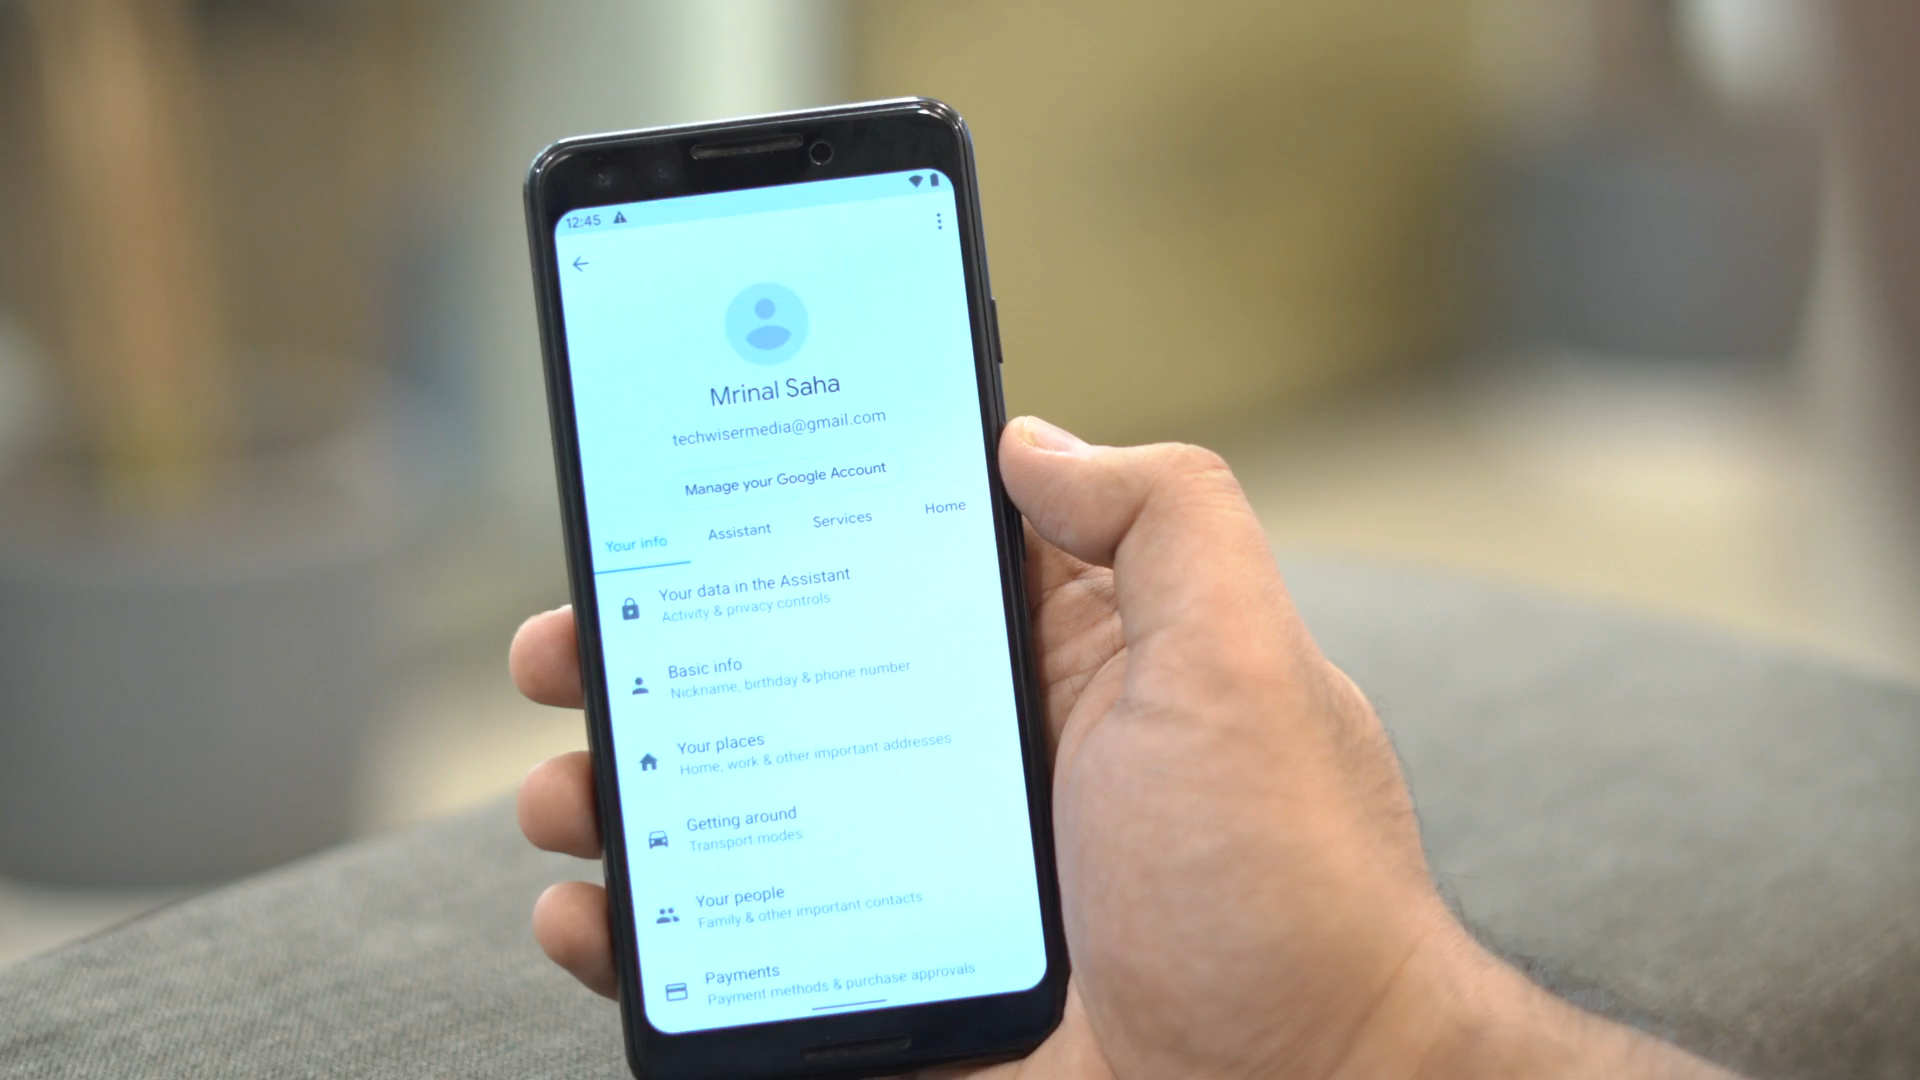 12:45
Mrinal Saha
techwisermedia@gmail.com
Manage your Google Account
Your info Assistant Services Home
Your data in the Assistant
Activity & privacy controls
Basic info
Nickname, birthday & phone number
Your places
Home, work & other important addresses
Getting around
Transport modes
Your people
Family & other important contacts
Payments
Payment methods & purchase approvals